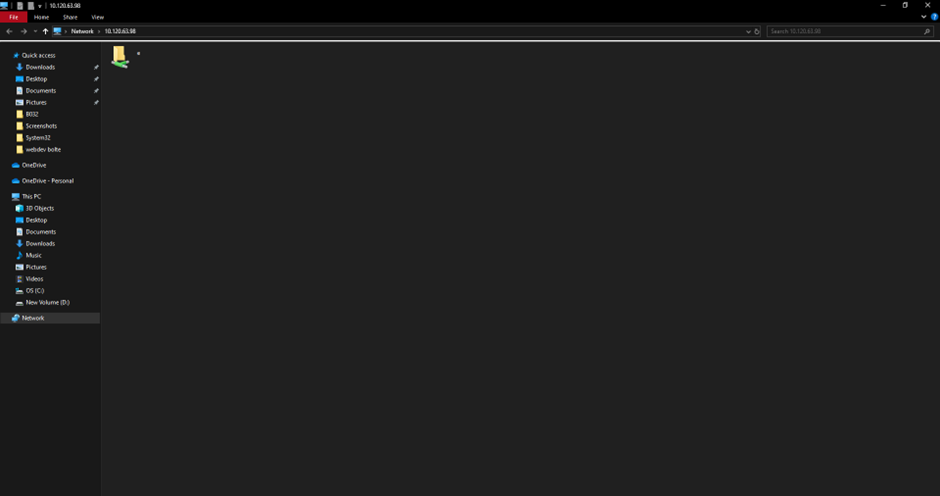 10.120.63.98
File Home Share View
Network 10.120.63.98 Search 10.120.63.98
Quick access
Downloads
Desktop
Documents
Pictures
B032
Screenshots
System32
webdev bolte
OneDrive
OneDrive - Personal
This PC
3D Objects
Desktop
Documents
Downloads
Music
Pictures
Videos
OS (C:)
New Volume (D:)
Network